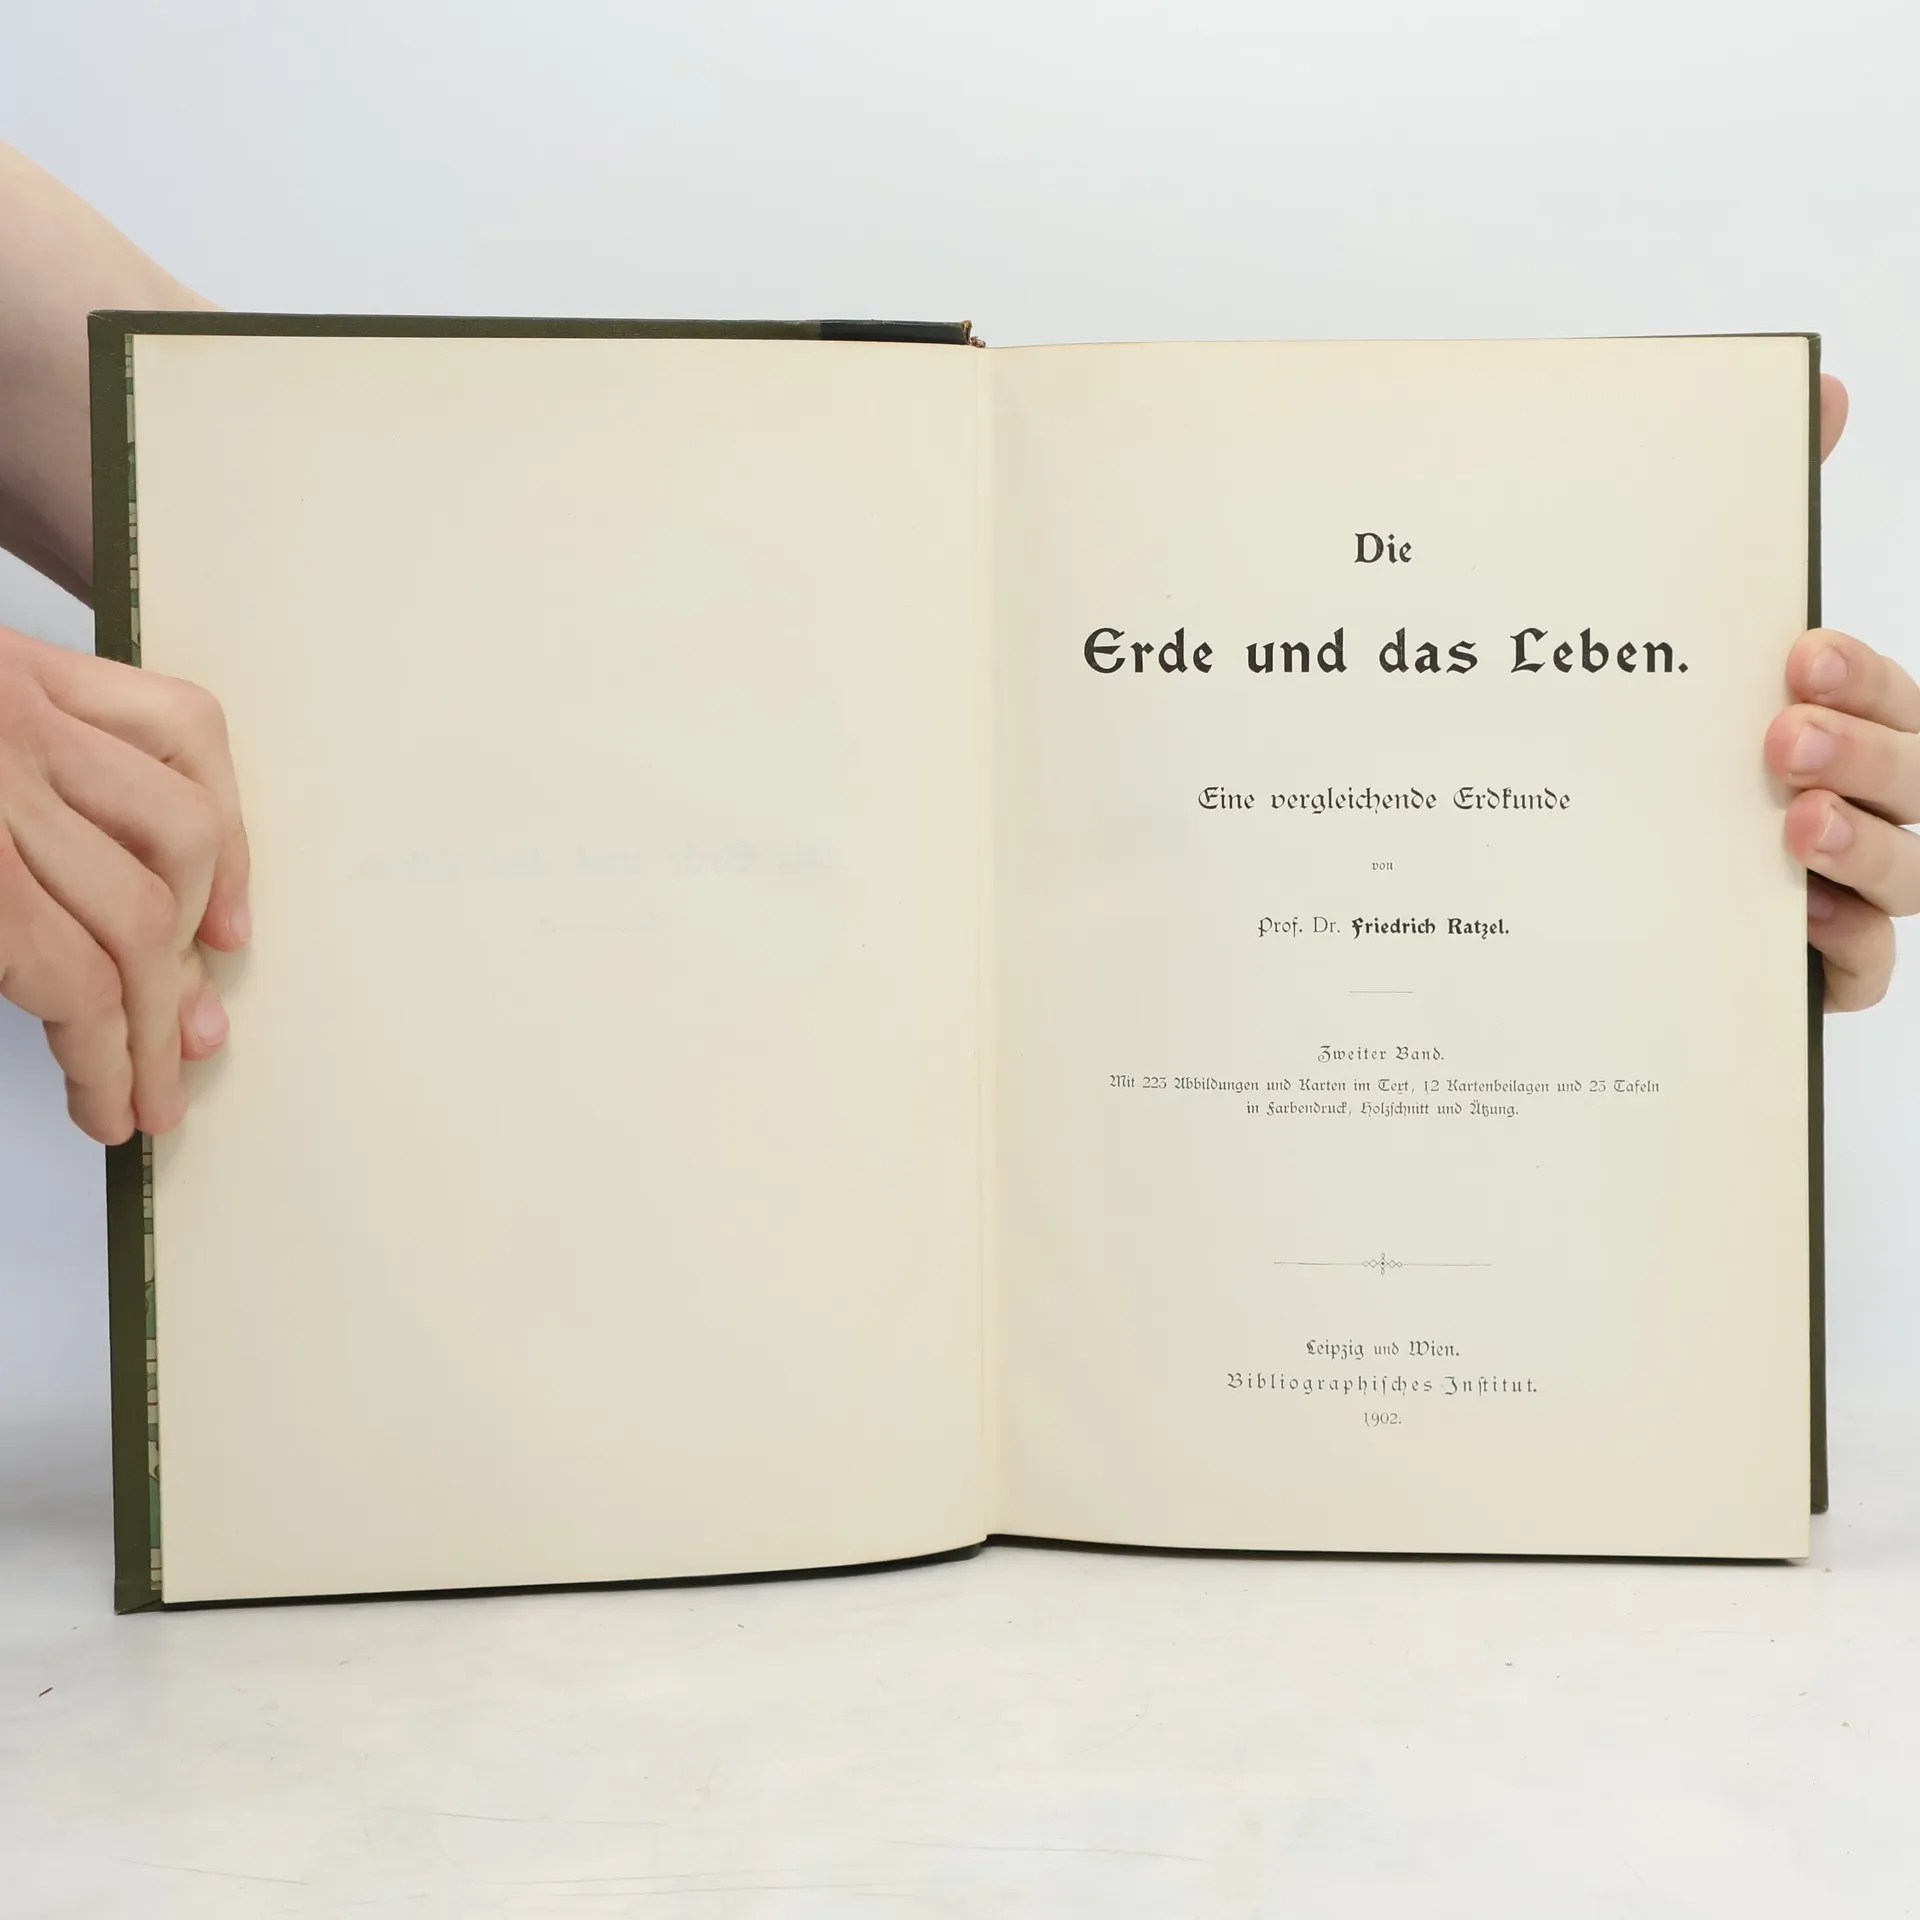 Die
Erde und das Leben.
Eine vergleichende Erdkunde
von
Prof. Dr. Friedrich Ratzel.
Zweiter Band.
Mit 223 Abbildungen und Karten im Text, 12 Kartenbeilagen und 23 Tafeln
in Farbendruck, Holzschnitt und Ätzung.
Leipzig und Wien.
Bibliographisches Institut.
1902.